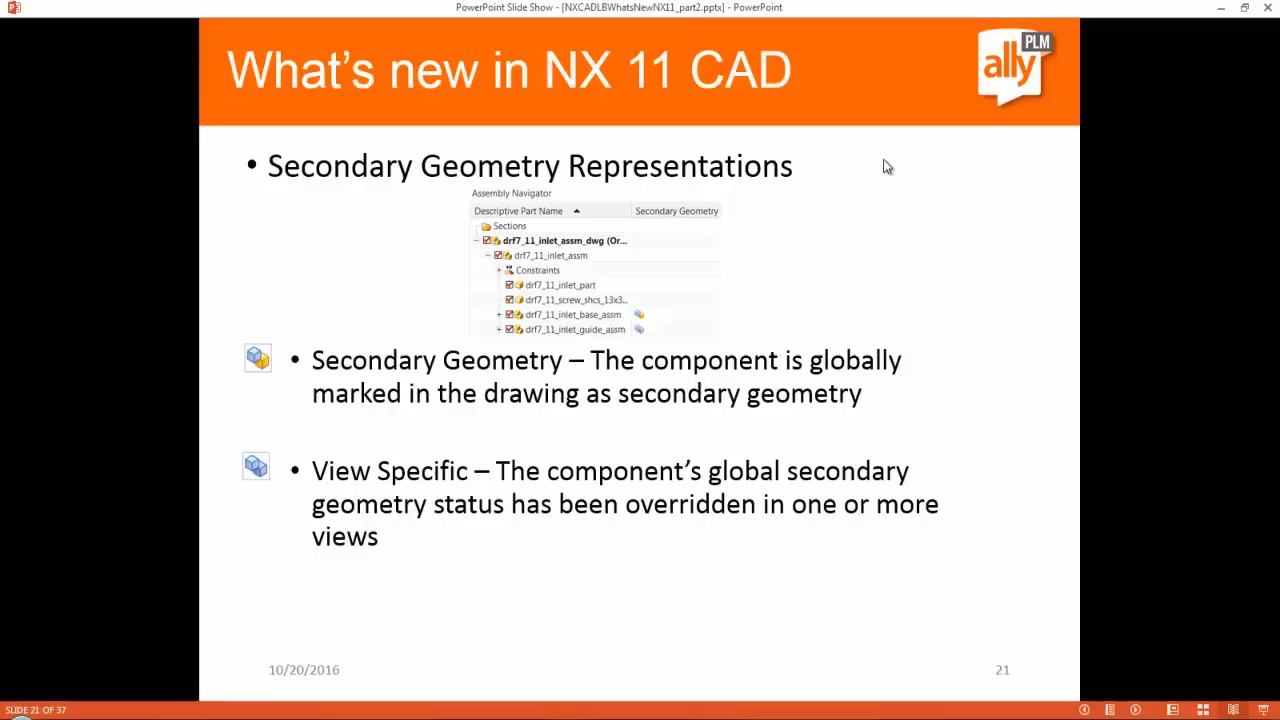 PowerPoint Slide Show - [NXCADLBWhatsNewNX11_part2.pptx] - PowerPoint
What's new in NX 11 CAD
PLM
ally
• Secondary Geometry Representations
Assembly Navigator
Descriptive Part Name Secondary Geometry
Sections
drf7_11_inlet_assm_dwg (Or...
drf7_11_inlet_assm
Constraints
drf7_11_inlet_part
drf7_11_screw_shcs_13x3...
drf7_11_inlet_base_assm
drf7_11_inlet_guide_assm
• Secondary Geometry – The component is globally
marked in the drawing as secondary geometry
• View Specific – The component's global secondary
geometry status has been overridden in one or more
views
10/20/2016
21
SLIDE 21 OF 37